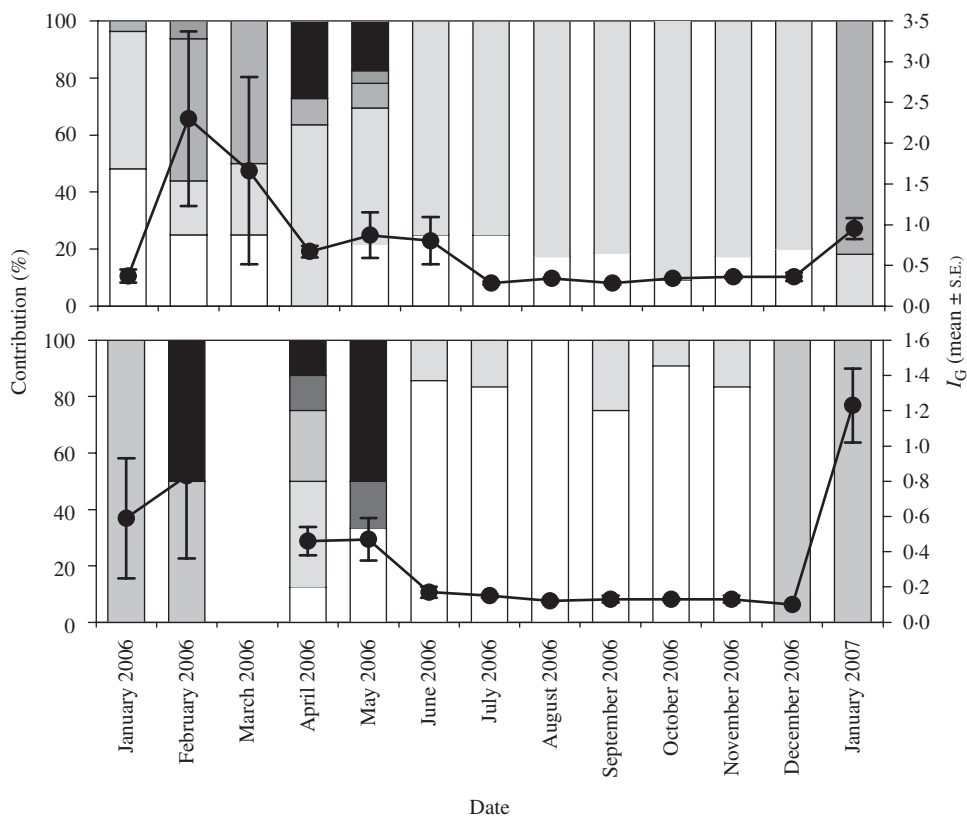 100
80
60
40
20
0
3·5
3·0
2·5
2·0
1·5
1·0
0·5
0·0
100
80
60
40
20
0
1·6
1·4
1·2
1·0
0·8
0·6
0·4
0·2
0·0
Contribution (%)
I_G (mean ± S.E.)
January 2006
February 2006
March 2006
April 2006
May 2006
June 2006
July 2006
August 2006
September 2006
October 2006
November 2006
December 2006
January 2007
Date